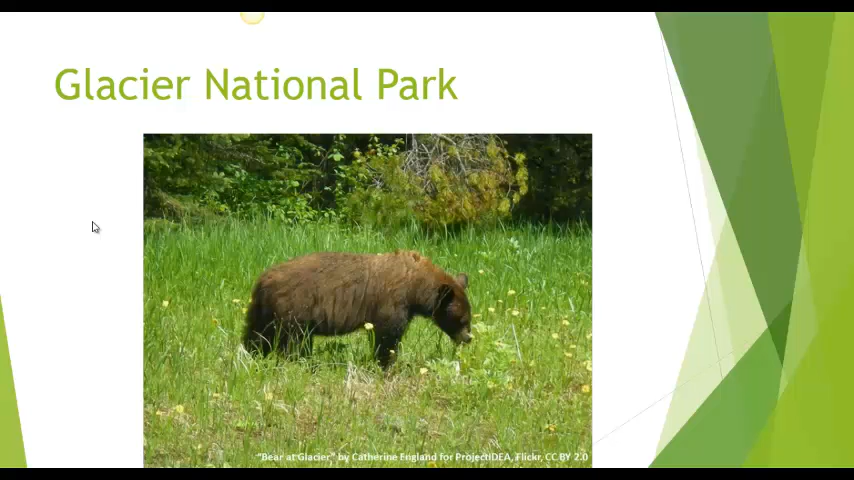 Glacier National Park
"Bear at Glacier" by Catherine England for ProjectIDEA, Flickr, CC BY 2.0